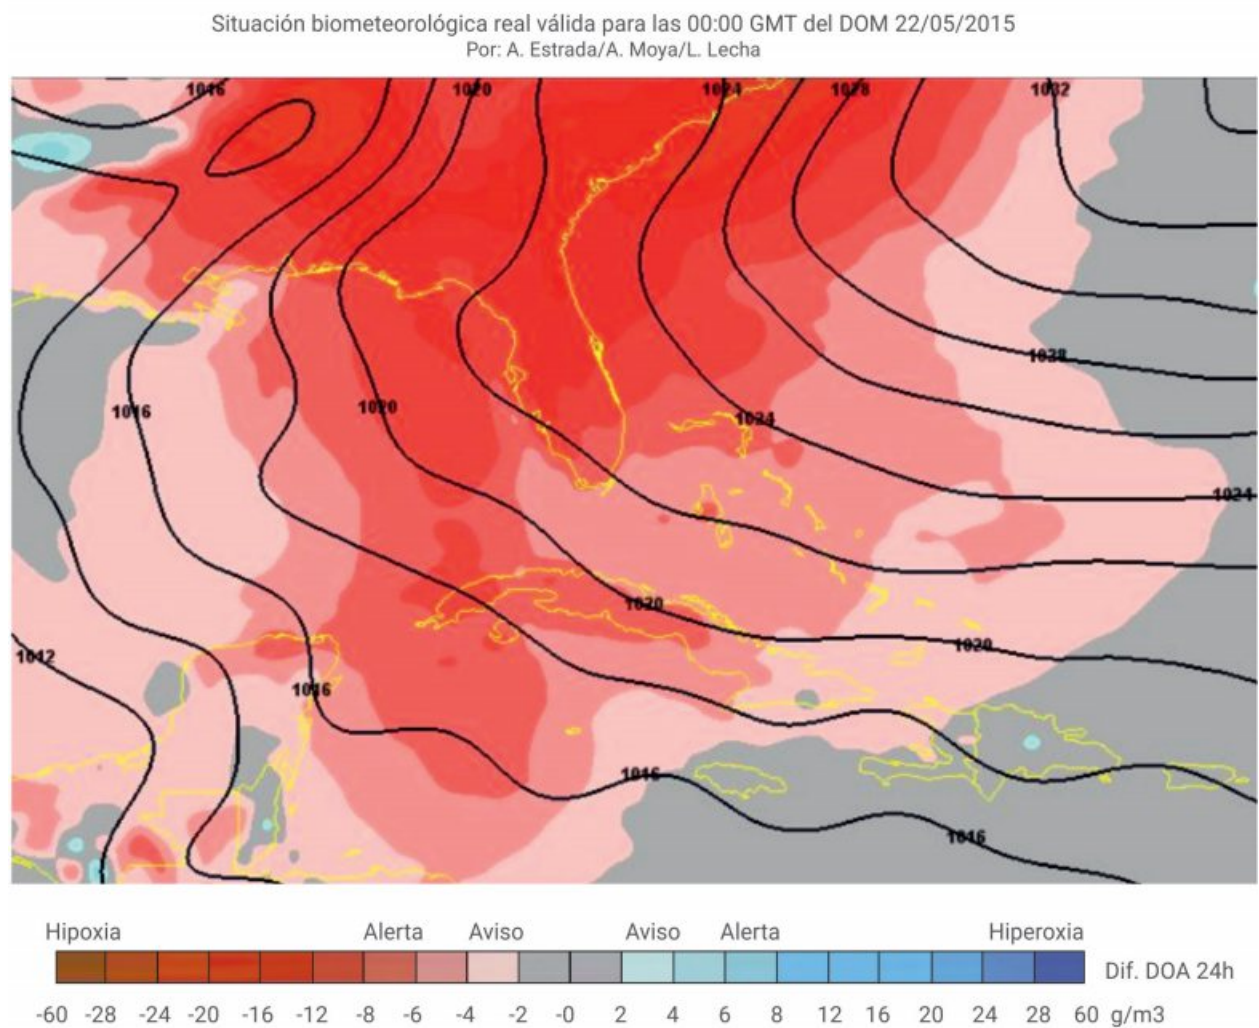 Situación biometeorológica real válida para las 00:00 GMT del DOM 22/05/2015
Por: A. Estrada/A. Moya/L. Lecha
1016 1020 1024 1028 1032
1028
1016 1020 1024
1024
1020
1020
1012
1016
1016
1016
Hipoxia Alerta Aviso Aviso Alerta Hiperoxia
Dif. DOA 24h
-60 -28 -24 -20 -16 -12 -8 -6 -4 -2 -0 2 4 6 8 12 16 20 24 28 60 g/m3